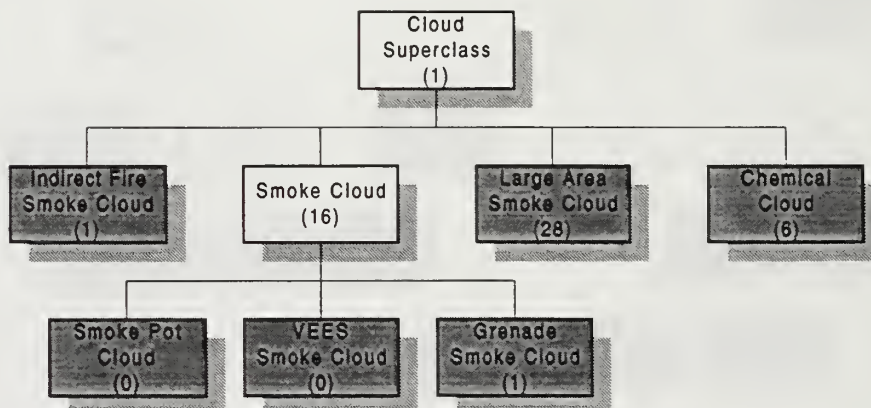 Cloud
Superclass
(1)
Indirect Fire
Smoke Cloud
(1)
Smoke Cloud
(16)
Large Area
Smoke Cloud
(28)
Chemical
Cloud
(6)
Smoke Pot
Cloud
(0)
VEES
Smoke Cloud
(0)
Grenade
Smoke Cloud
(1)